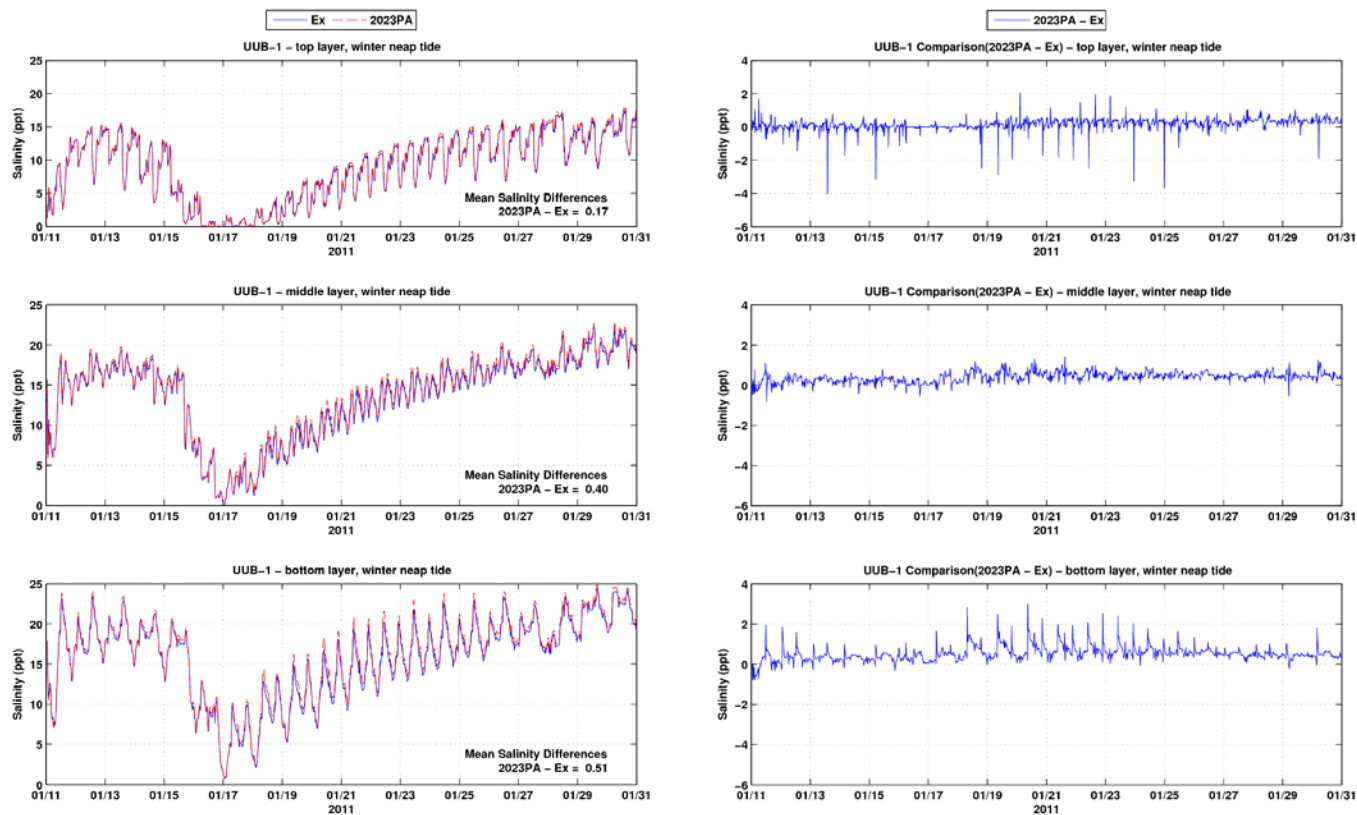 Ex 2023PA
UUB−1 − top layer, winter neap tide
25
20
15
10
5
0
Salinity (ppt)
Mean Salinity Differences
2023PA − Ex = 0.17
01/11 01/13 01/15 01/17 01/19 01/21 01/23 01/25 01/27 01/29 01/31
2011
UUB−1 − middle layer, winter neap tide
25
20
15
10
5
0
Salinity (ppt)
Mean Salinity Differences
2023PA − Ex = 0.40
01/11 01/13 01/15 01/17 01/19 01/21 01/23 01/25 01/27 01/29 01/31
2011
UUB−1 − bottom layer, winter neap tide
25
20
15
10
5
0
Salinity (ppt)
Mean Salinity Differences
2023PA − Ex = 0.51
01/11 01/13 01/15 01/17 01/19 01/21 01/23 01/25 01/27 01/29 01/31
2011
2023PA − Ex
UUB−1 Comparison(2023PA − Ex) − top layer, winter neap tide
4
2
0
−2
−4
−6
Salinity (ppt)
01/11 01/13 01/15 01/17 01/19 01/21 01/23 01/25 01/27 01/29 01/31
2011
UUB−1 Comparison(2023PA − Ex) − middle layer, winter neap tide
4
2
0
−2
−4
−6
Salinity (ppt)
01/11 01/13 01/15 01/17 01/19 01/21 01/23 01/25 01/27 01/29 01/31
2011
UUB−1 Comparison(2023PA − Ex) − bottom layer, winter neap tide
4
2
0
−2
−4
−6
Salinity (ppt)
01/11 01/13 01/15 01/17 01/19 01/21 01/23 01/25 01/27 01/29 01/31
2011